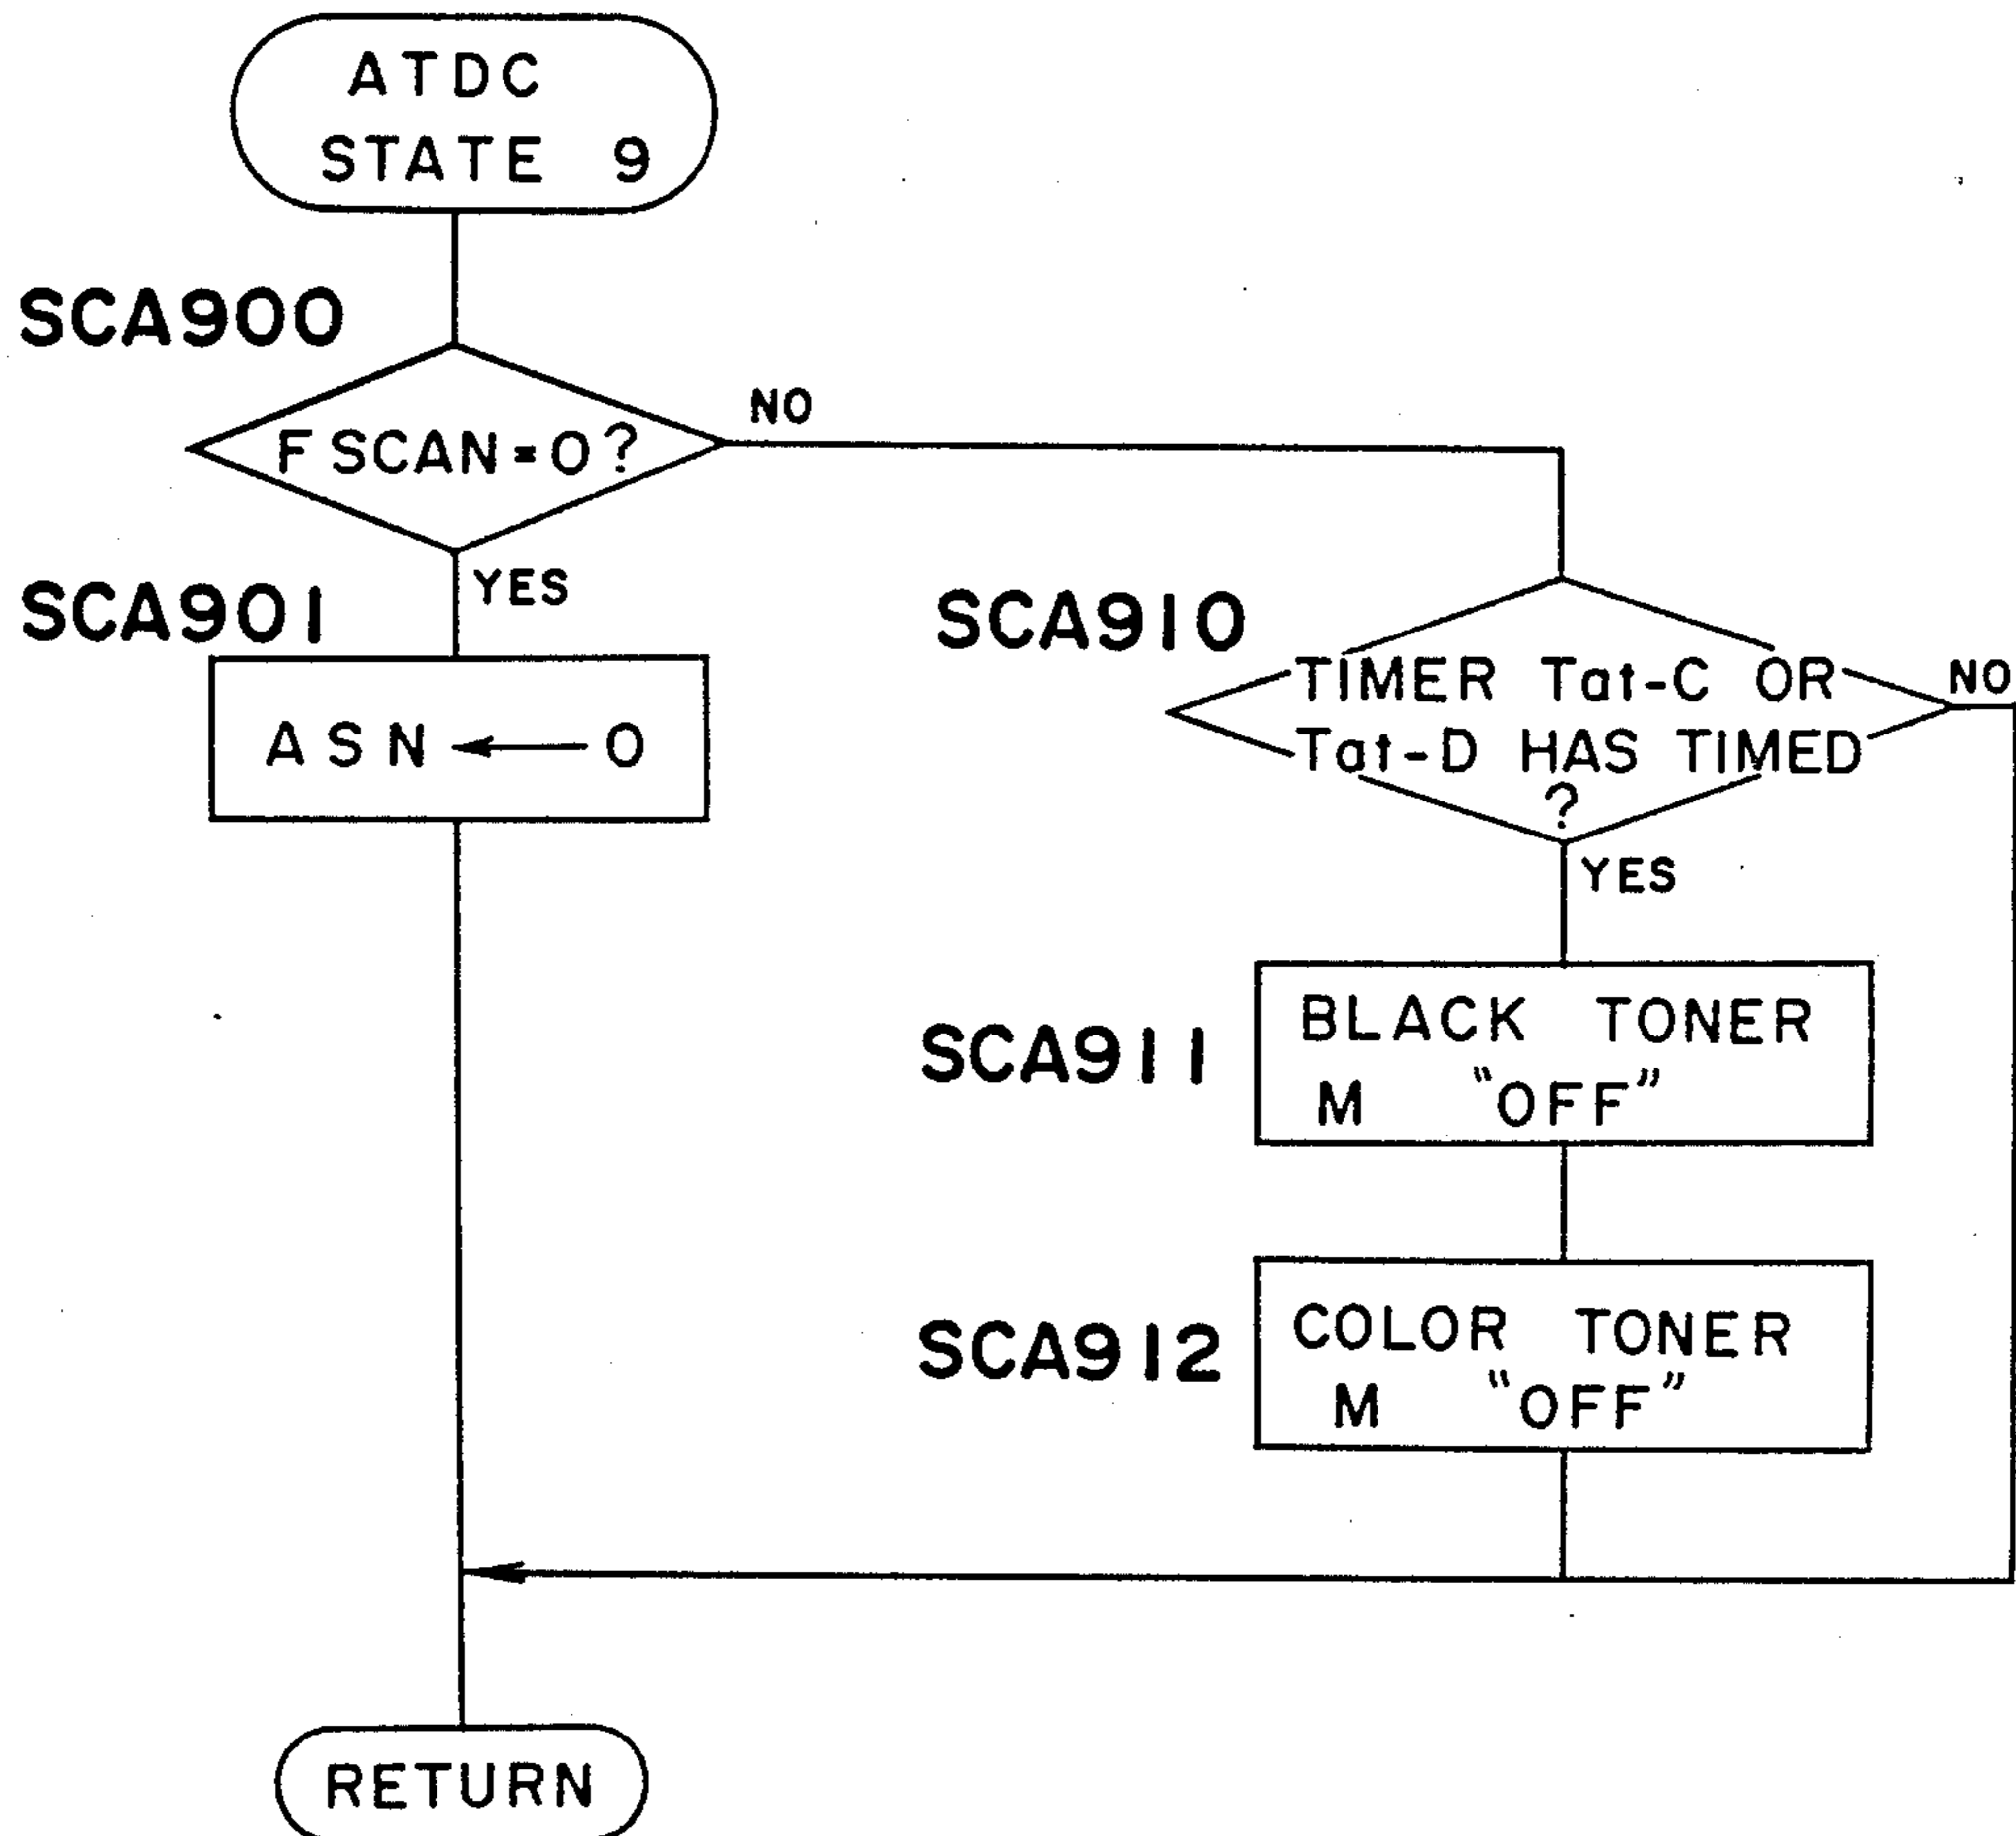 ATDC
STATE 9
SCA900
F SCAN=0?
NO
YES
SCA901
ASN ← 0
SCA910
TIMER Tat-C OR
Tat-D HAS TIMED
?
NO
YES
SCA911
BLACK TONER
M "OFF"
SCA912
COLOR TONER
M "OFF"
RETURN